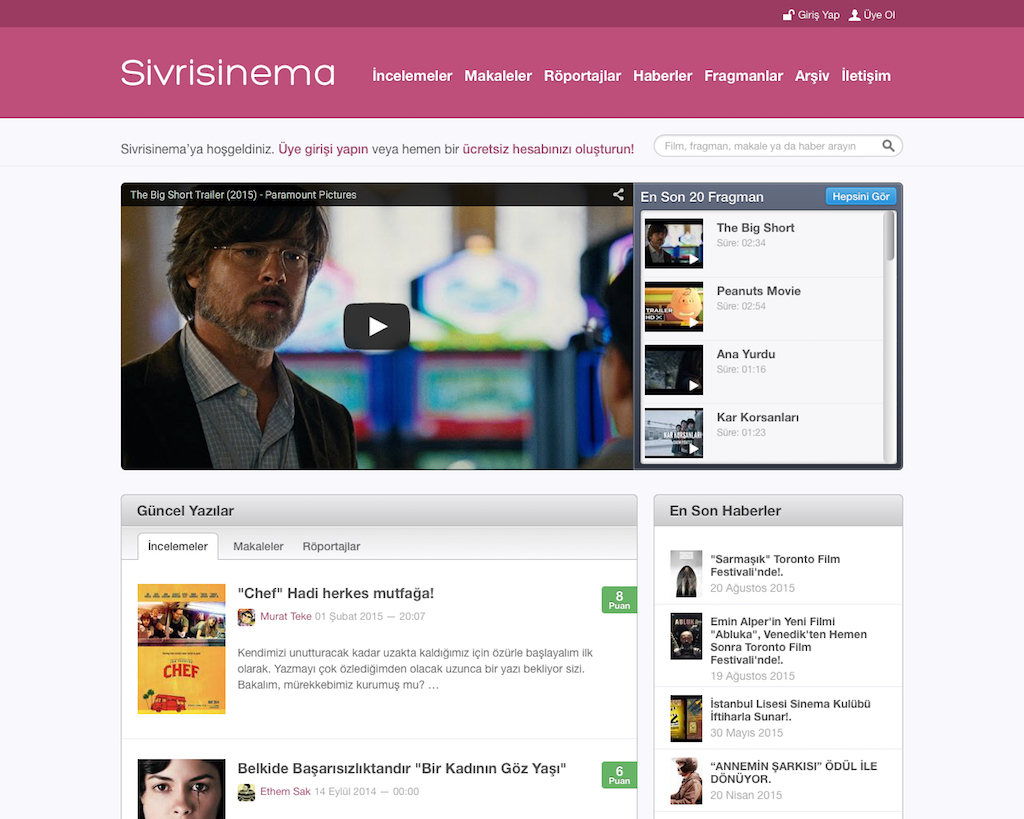 Giriş Yap Üye Ol
Sivrisinema
İncelemeler Makaleler Röportajlar Haberler Fragmanlar Arşiv İletişim
Sivrisinema'ya hoşgeldiniz. Üye girişi yapın veya hemen bir ücretsiz hesabınızı oluşturun!
Film, fragman, makale ya da haber arayın
The Big Short Trailer (2015) - Paramount Pictures
En Son 20 Fragman
Hepsini Gör
The Big Short
Süre: 02:34
TRAILER
HD
Peanuts Movie
Süre: 02:54
Ana Yurdu
Süre: 01:16
KAR KORSANLARI
Kar Korsanları
Süre: 01:23
Güncel Yazılar
İncelemeler Makaleler Röportajlar
CHEF
"Chef" Hadi herkes mutfağa!
Murat Teke 01 Şubat 2015 — 20:07
8
Puan
Kendimizi unutturacak kadar uzakta kaldığımız için özürle başlayalım ilk
olarak. Yazmayı çok özlediğimden olacak uzunca bir yazı bekliyor sizi.
Bakalım, mürekkebimiz kurumuş mu? …
Belkide Başarısızlıktandır "Bir Kadının Göz Yaşı"
Ethem Sak 14 Eylül 2014 — 00:00
6
Puan
En Son Haberler
"Sarmaşık" Toronto Film
Festivali'nde!.
20 Ağustos 2015
ABLUKA
Emin Alper'in Yeni Filmi
"Abluka", Venedik'ten Hemen
Sonra Toronto Film
Festivali'nde!.
19 Ağustos 2015
İstanbul Lisesi Sinema Kulübü
İftiharla Sunar!.
30 Mayıs 2015
"ANNEMİN ŞARKISI" ÖDÜL İLE
DÖNÜYOR.
20 Nisan 2015